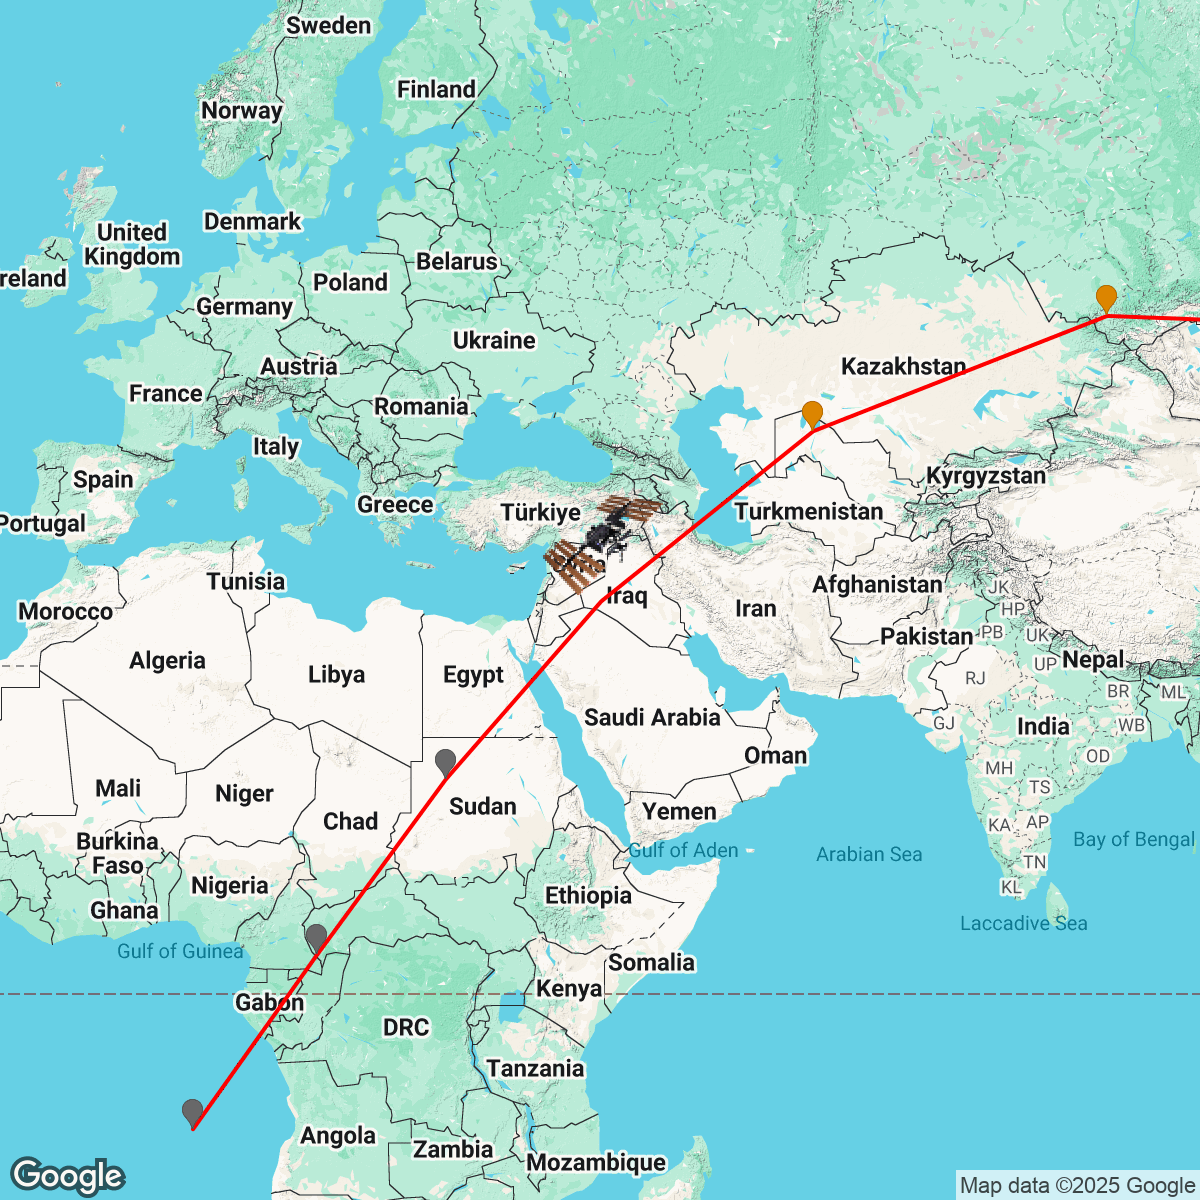 Sweden
Finland
Norway
Denmark
United
Kingdom
reland
Belarus
Poland
Germany
Ukraine
Austria
Kazakhstan
France
Romania
Italy
Kyrgyzstan
Spain
Greece
Türkiye
Turkmenistan
Portugal
Tunisia
Afghanistan
JK
Morocco
Iraq
Iran
HP
Pakistan
PB
UK
Algeria
Libya
Egypt
UP
Nepal
RJ
BR
ML
Saudi Arabia
GJ
India
WB
Oman
OD
MH
Mali
Niger
TS
Sudan
Yemen
Chad
KA
AP
Burkina
Faso
Gulf of Aden
Arabian Sea
Bay of Bengal
TN
Nigeria
KL
Ethiopia
Ghana
Laccadive Sea
Gulf of Guinea
Somalia
Kenya
Gabon
DRC
Tanzania
Angola
Zambia
Mozambique
Google
Map data ©2025 Google